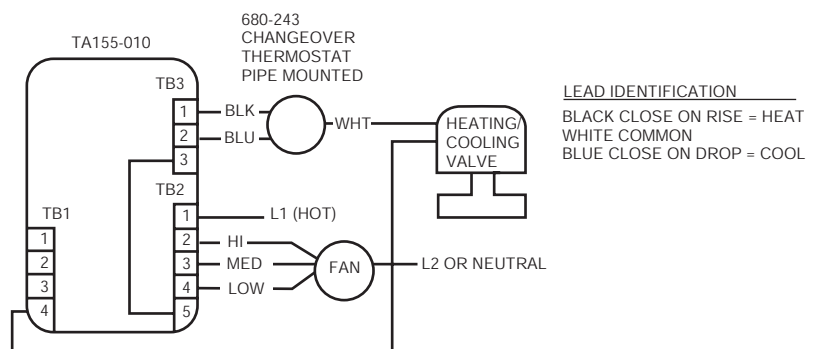 680-243
CHANGEOVER
THERMOSTAT
PIPE MOUNTED
TA155-010
TB3
1
2
3
BLK
BLU
WHT
HEATING/
COOLING
VALVE
LEAD IDENTIFICATION
BLACK CLOSE ON RISE = HEAT
WHITE COMMON
BLUE CLOSE ON DROP = COOL
TB2
1
2
3
4
5
L1 (HOT)
HI
MED
LOW
FAN
L2 OR NEUTRAL
TB1
1
2
3
4